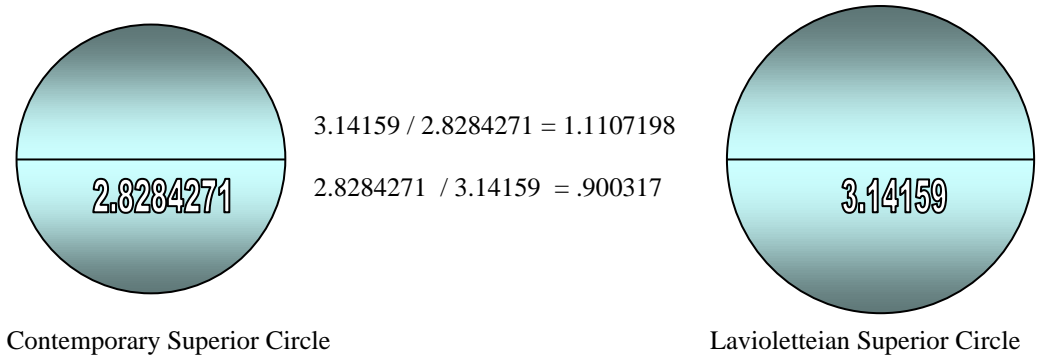 3.14159 / 2.8284271 = 1.1107198
2.8284271
2.8284271 / 3.14159 = .900317
3.14159
Contemporary Superior Circle
Lavioletteian Superior Circle